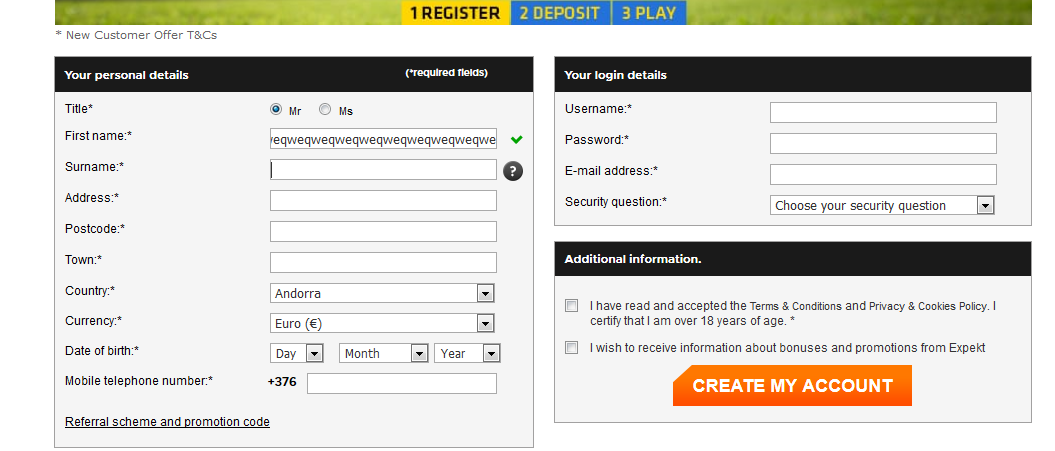 1 REGISTER 2 DEPOSIT 3 PLAY
* New Customer Offer T&Cs
Your personal details (*required fields)
Title* Mr Ms
First name:* eqweqweqweqweqweqweqweqweqwe
Surname:* ?
Address:*
Postcode:*
Town:*
Country:* Andorra
Currency:* Euro (€)
Date of birth:* Day Month Year
Mobile telephone number:* +376
Referral scheme and promotion code
Your login details
Username:*
Password:*
E-mail address:*
Security question:* Choose your security question
Additional information.
I have read and accepted the Terms & Conditions and Privacy & Cookies Policy. I
certify that I am over 18 years of age. *
I wish to receive information about bonuses and promotions from Expekt
CREATE MY ACCOUNT